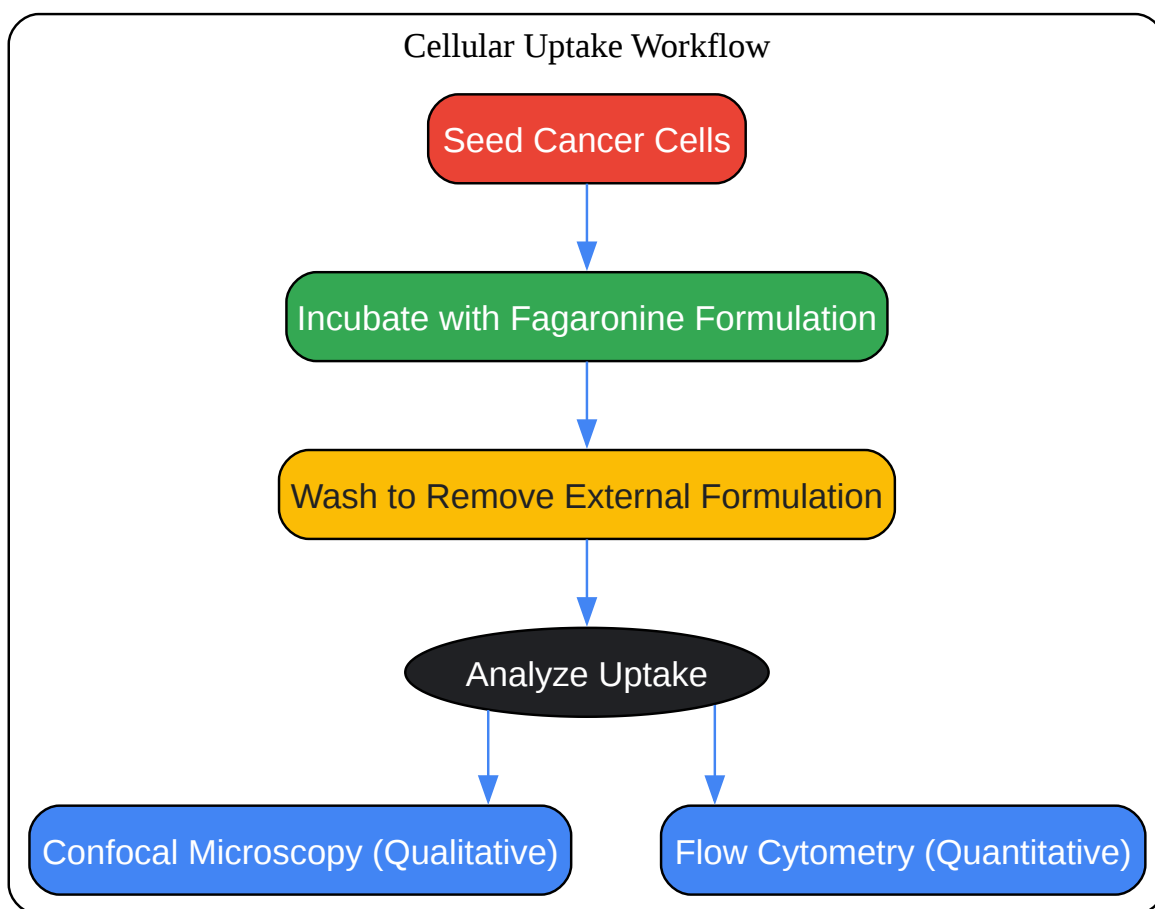 Cellular Uptake Workflow
Seed Cancer Cells
Incubate with Fagaronine Formulation
Wash to Remove External Formulation
Analyze Uptake
Confocal Microscopy (Qualitative)
Flow Cytometry (Quantitative)